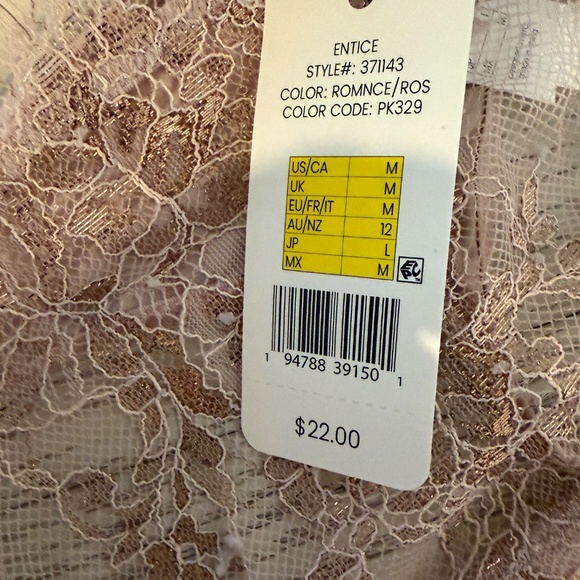 ENTICE
STYLE#: 371143
COLOR: ROMNCE/ROS
COLOR CODE: PK329
US/CA M
UK M
EU/FR/IT M
AU/NZ 12
JP L
MX M
1 94788 39150 1
$22.00